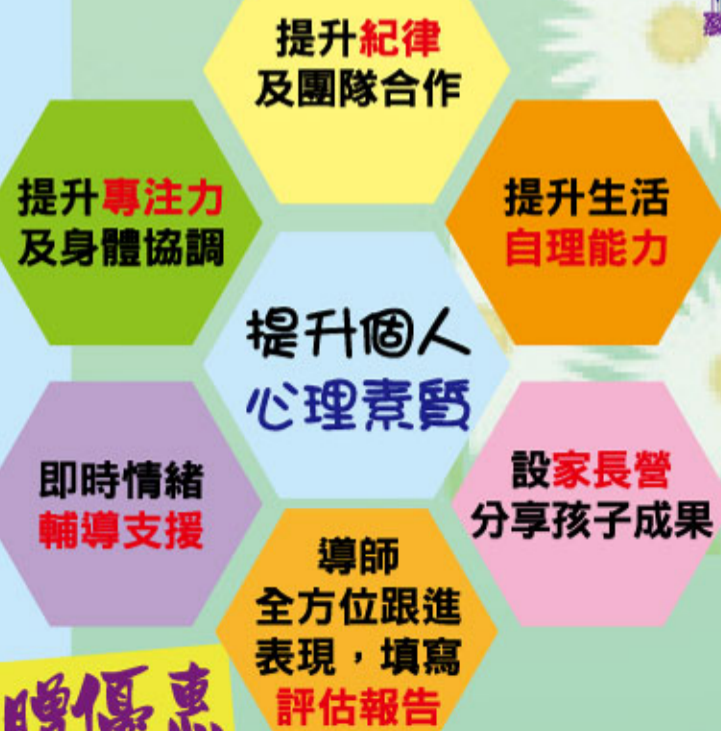 提升紀律
及團隊合作
提升專注力
及身體協調
提升生活
自理能力
提升個人
心理素質
即時情緒
輔導支援
設家長營
分享孩子成果
導師
全方位跟進
表現，填寫
評估報告
贈優惠